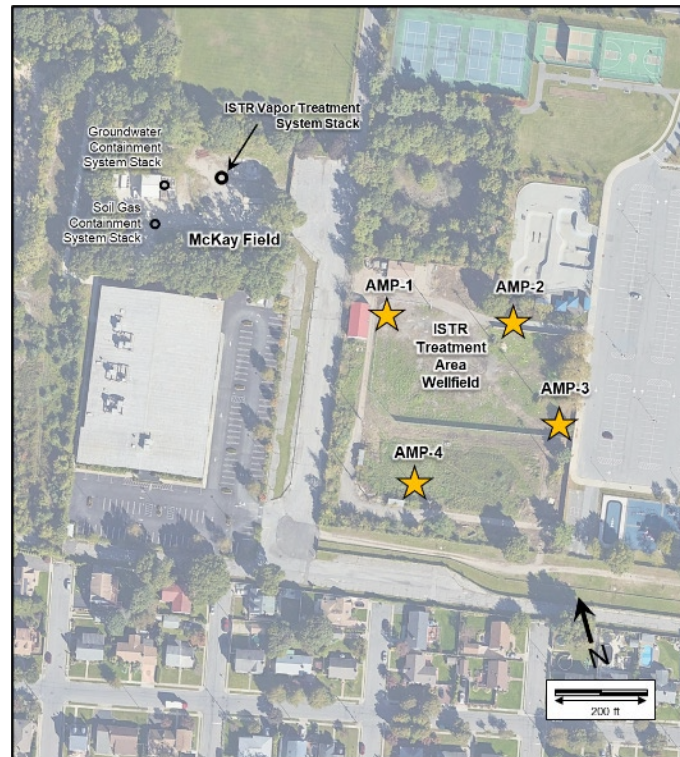 ISTR Vapor Treatment
System Stack
Groundwater
Containment
System Stack
Soil Gas
Containment
System Stack
McKay Field
AMP-1
AMP-2
ISTR
Treatment
Area
Wellfield
AMP-3
AMP-4
N
200 ft